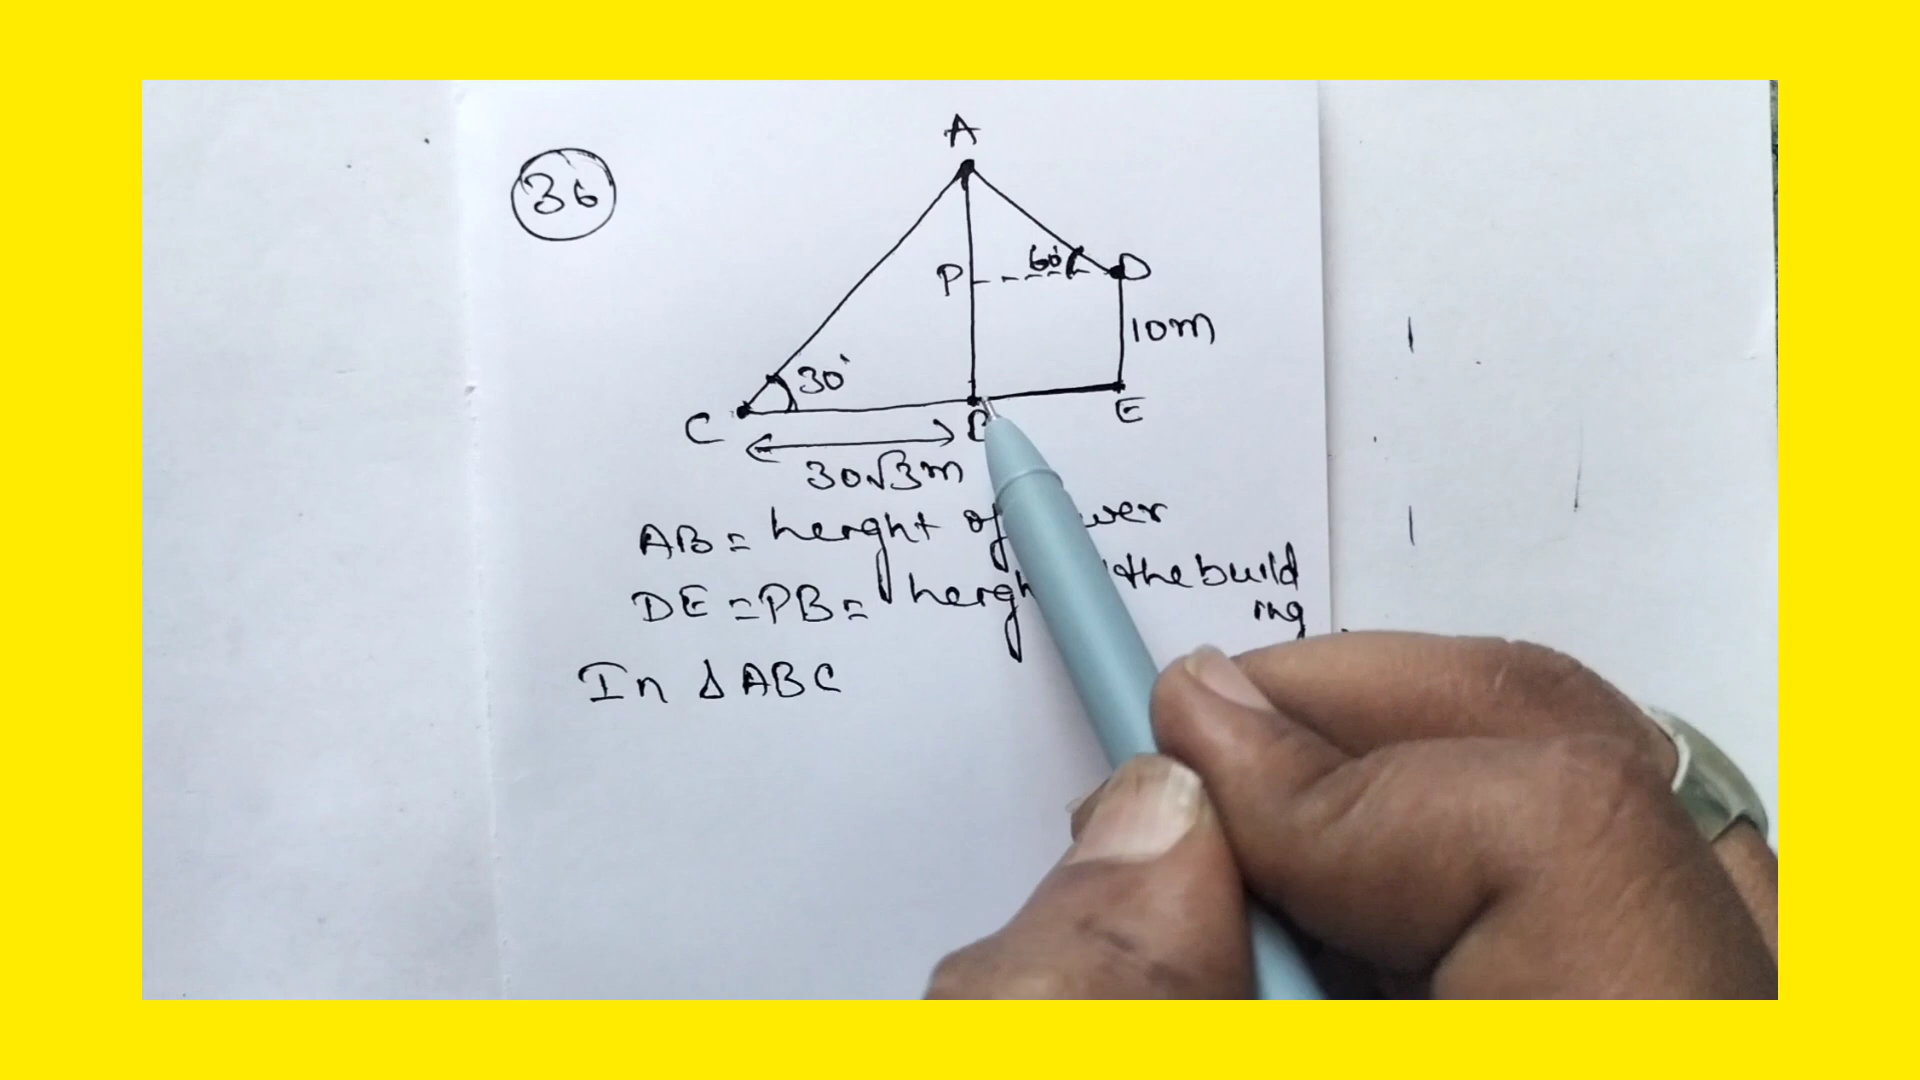 36
A
P 60° D
10m
30°
C E
30√3m
AB = height of
DE = PB = height the build
ing
In △ABC